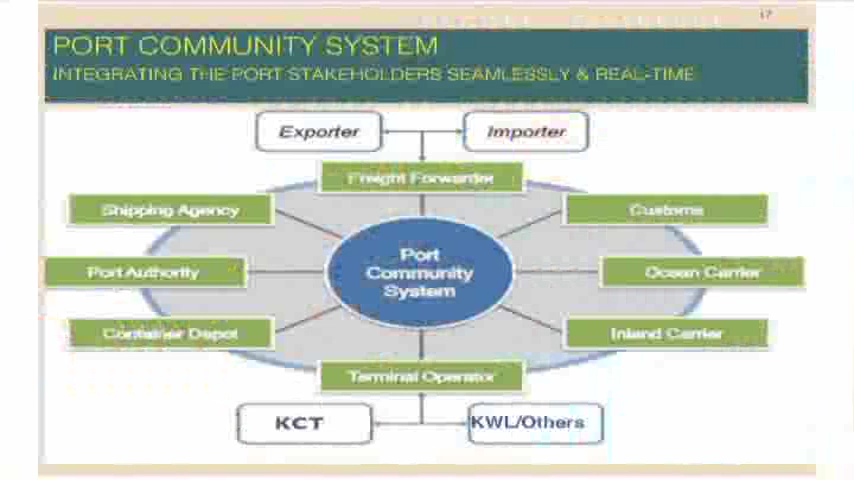 17
PORT COMMUNITY SYSTEM
INTEGRATING THE PORT STAKEHOLDERS SEAMLESSLY & REAL-TIME
Exporter
Importer
Freight Forwarder
Shipping Agency
Customs
Port Authority
Port
Community
System
Ocean Carrier
Container Depot
Inland Carrier
Terminal Operator
KCT
KWL/Others